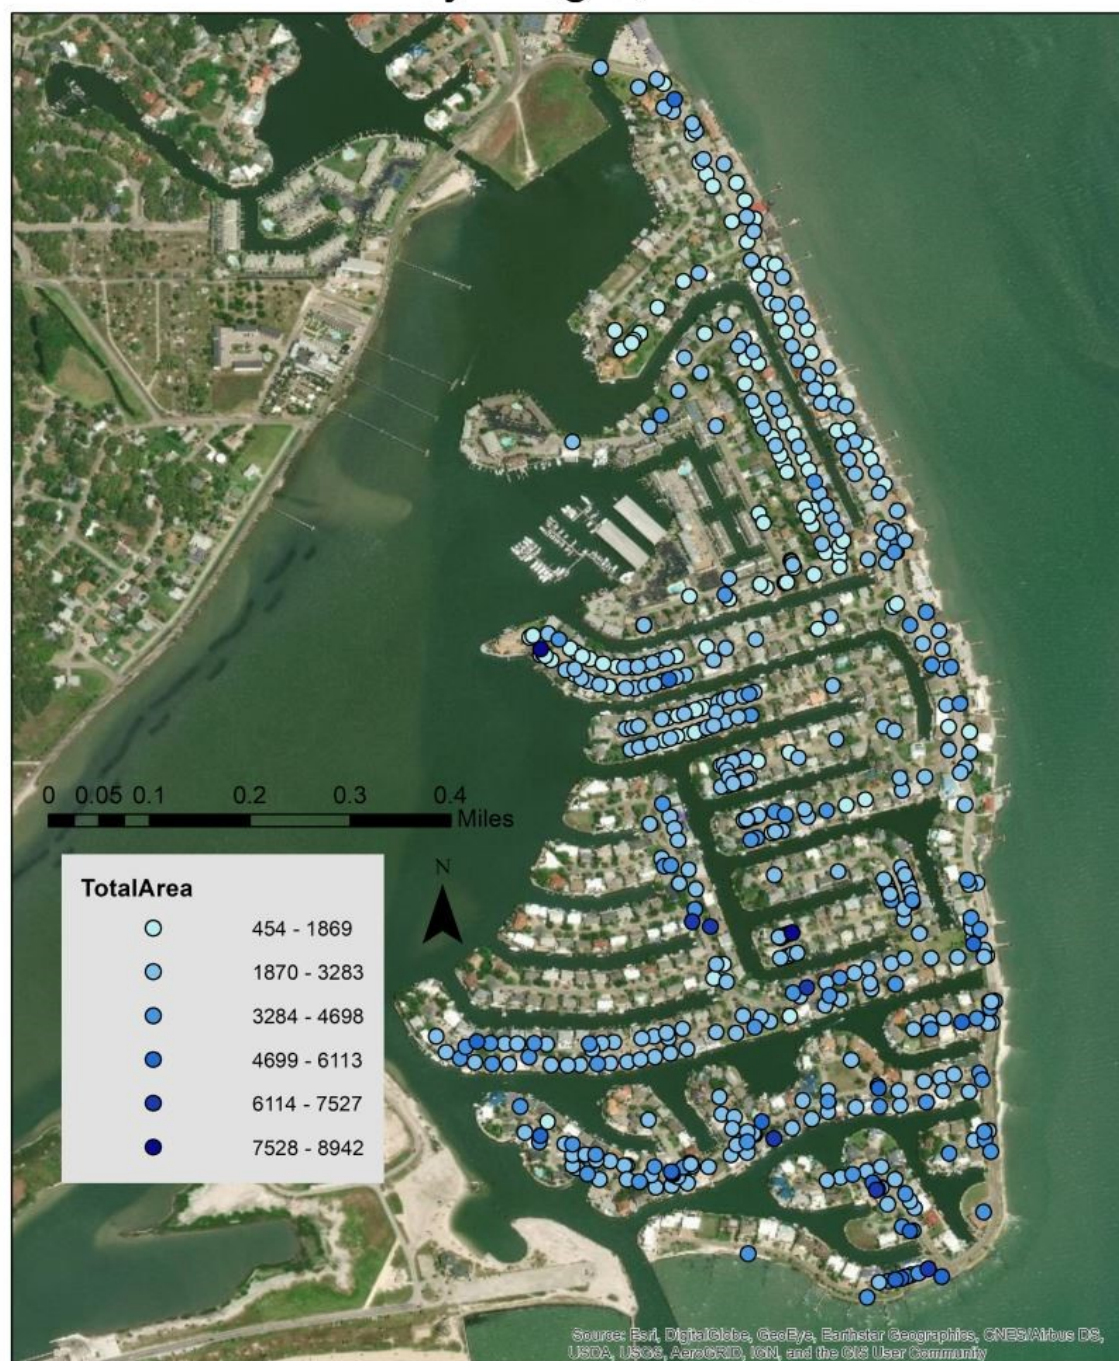 0 0.05 0.1 0.2 0.3 0.4
Miles
N
TotalArea
454 - 1869
1870 - 3283
3284 - 4698
4699 - 6113
6114 - 7527
7528 - 8942
Source: Esri, DigitalGlobe, GeoEye, Earthstar Geographics, CNES/Airbus DS,
USDA, USGS, AeroGRID, IGN, and the GIS User Community